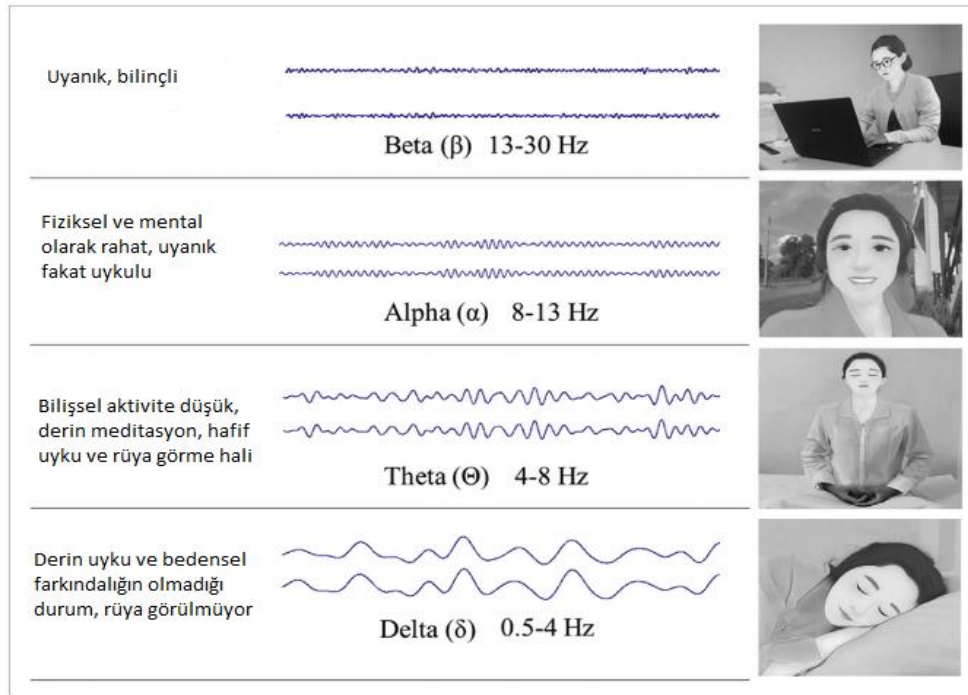 Uyanık, bilinçli
Beta (β) 13-30 Hz
Fiziksel ve mental
olarak rahat, uyanık
fakat uykulu
Alpha (α) 8-13 Hz
Bilişsel aktivite düşük,
derin meditasyon, hafif
uyku ve rüya görme hali
Theta (Θ) 4-8 Hz
Derin uyku ve bedensel
farkındalığın olmadığı
durum, rüya görülmüyor
Delta (δ) 0.5-4 Hz